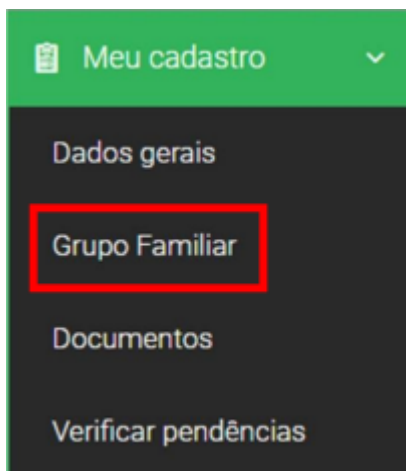 Meu cadastro
Dados gerais
Grupo Familiar
Documentos
Verificar pendências